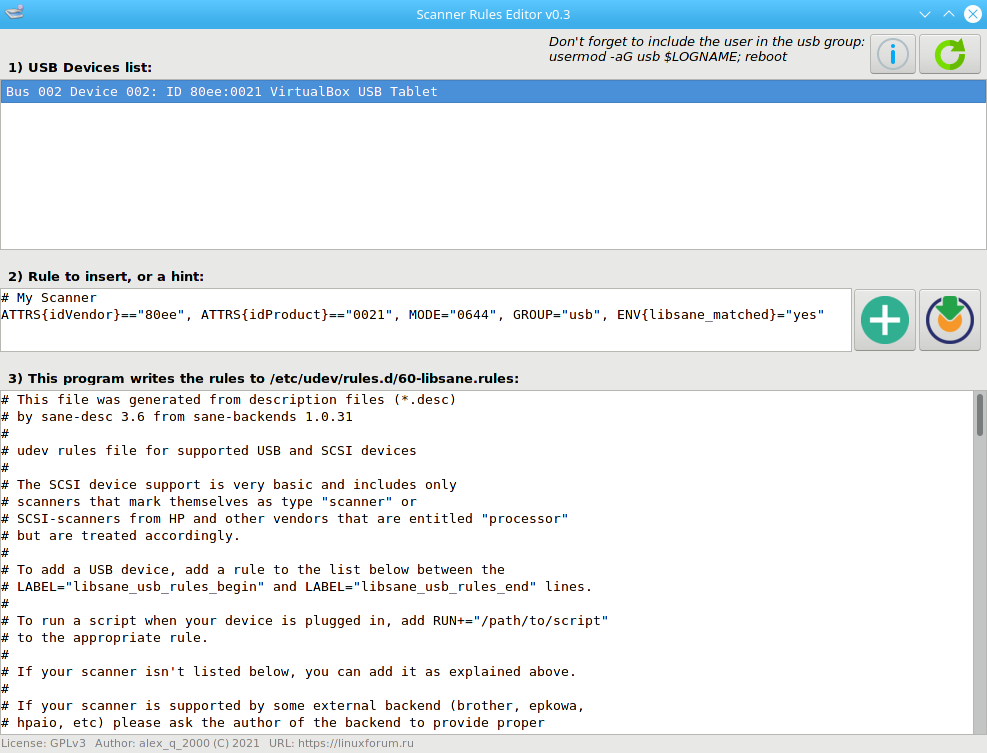 Scanner Rules Editor v0.3
Don't forget to include the user in the usb group:
usermod -aG usb $LOGNAME; reboot
1) USB Devices list:
Bus 002 Device 002: ID 80ee:0021 VirtualBox USB Tablet
2) Rule to insert, or a hint:
# My Scanner
ATTRS{idVendor}=="80ee", ATTRS{idProduct}=="0021", MODE="0644", GROUP="usb", ENV{libsane_matched}="yes"
3) This program writes the rules to /etc/udev/rules.d/60-libsane.rules:
# This file was generated from description files (*.desc)
# by sane-desc 3.6 from sane-backends 1.0.31
#
# udev rules file for supported USB and SCSI devices
#
# The SCSI device support is very basic and includes only
# scanners that mark themselves as type "scanner" or
# SCSI-scanners from HP and other vendors that are entitled "processor"
# but are treated accordingly.
#
# To add a USB device, add a rule to the list below between the
# LABEL="libsane_usb_rules_begin" and LABEL="libsane_usb_rules_end" lines.
#
# To run a script when your device is plugged in, add RUN+="/path/to/script"
# to the appropriate rule.
#
# If your scanner isn't listed below, you can add it as explained above.
#
# If your scanner is supported by some external backend (brother, epkowa,
# hpaio, etc) please ask the author of the backend to provide proper
License: GPLv3 Author: alex_q_2000 (C) 2021 URL: https://linuxforum.ru